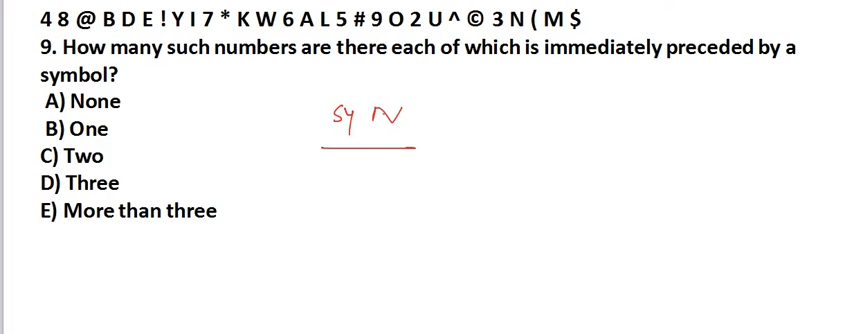 4 8 @ B D E ! Y I 7 * K W 6 A L 5 # 9 O 2 U ^ © 3 N ( M $
9. How many such numbers are there each of which is immediately preceded by a
symbol?
A) None
Sy N
B) One
C) Two
D) Three
E) More than three